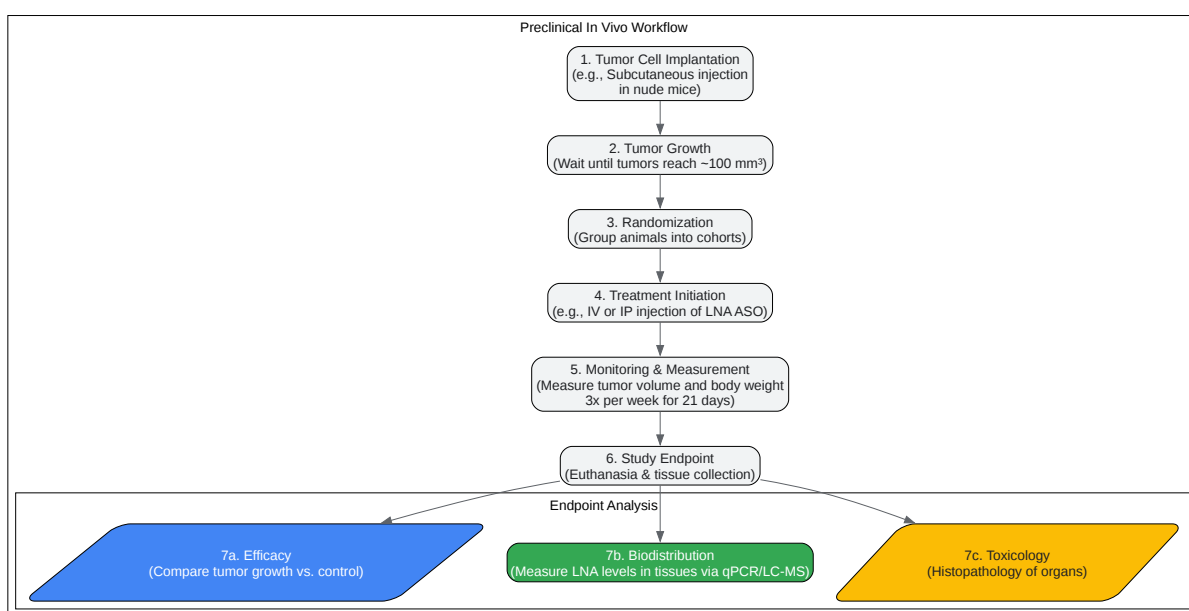 Preclinical In Vivo Workflow
1. Tumor Cell Implantation
(e.g., Subcutaneous injection
in nude mice)
2. Tumor Growth
(Wait until tumors reach ~100 mm³)
3. Randomization
(Group animals into cohorts)
4. Treatment Initiation
(e.g., IV or IP injection of LNA ASO)
5. Monitoring & Measurement
(Measure tumor volume and body weight
3x per week for 21 days)
6. Study Endpoint
(Euthanasia & tissue collection)
Endpoint Analysis
7a. Efficacy
(Compare tumor growth vs. control)
7b. Biodistribution
(Measure LNA levels in tissues via qPCR/LC-MS)
7c. Toxicology
(Histopathology of organs)